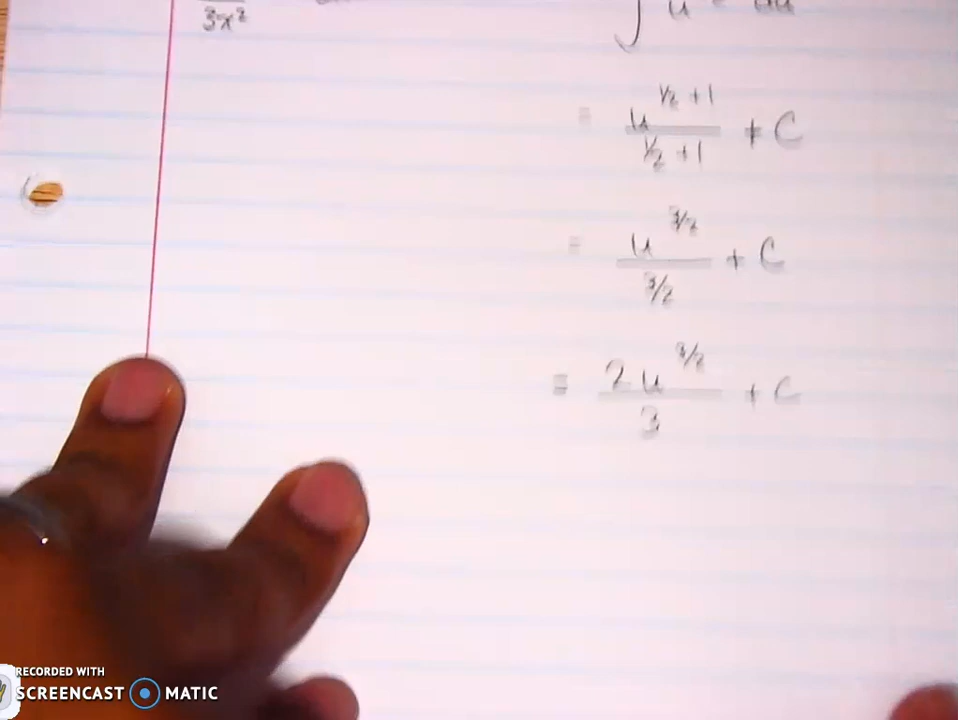 3x²
∫ u du
= u^(1/2 + 1) / (1/2 + 1) + C
= u^(3/2) / (3/2) + C
= 2u^(3/2) / 3 + C
RECORDED WITH
SCREENCAST MATIC